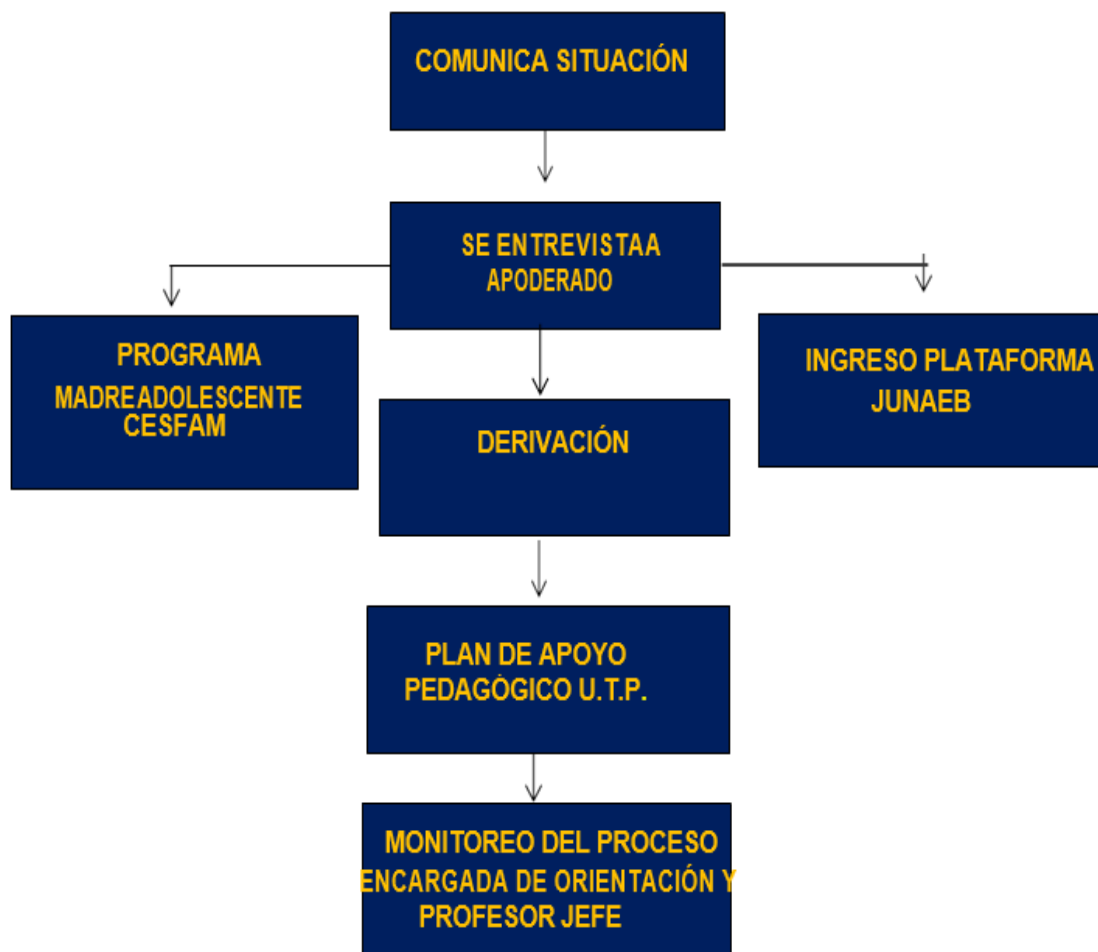 COMUNICA SITUACIÓN
SE ENTREVISTAA
APODERADO
PROGRAMA
MADREADOLESCENTE
CESFAM
INGRESO PLATAFORMA
JUNAEB
DERIVACIÓN
PLAN DE APOYO
PEDAGÓGICO U.T.P.
MONITOREO DEL PROCESO
ENCARGADA DE ORIENTACIÓN Y
PROFESOR JEFE